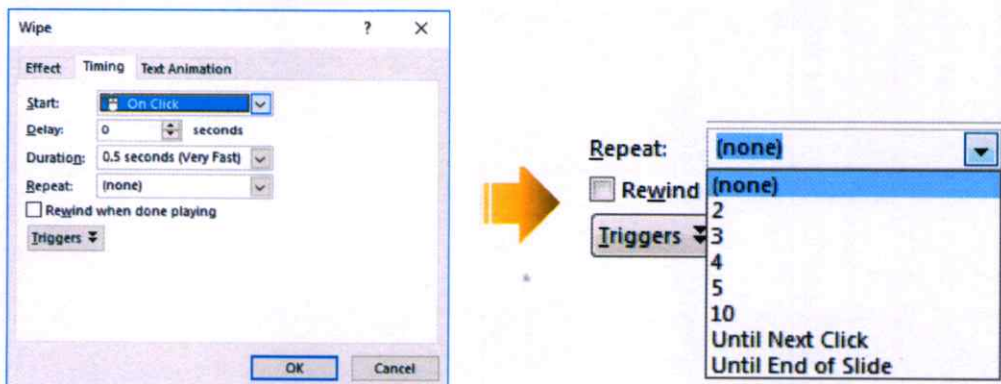 Wipe ? X
Effect Timing Text Animation
Start: On Click
Delay: 0 seconds
Duration: 0.5 seconds (Very Fast)
Repeat: (none)
Rewind when done playing
Triggers
OK Cancel
Repeat: (none)
Rewind (none)
2
Triggers 3
4
5
10
Until Next Click
Until End of Slide